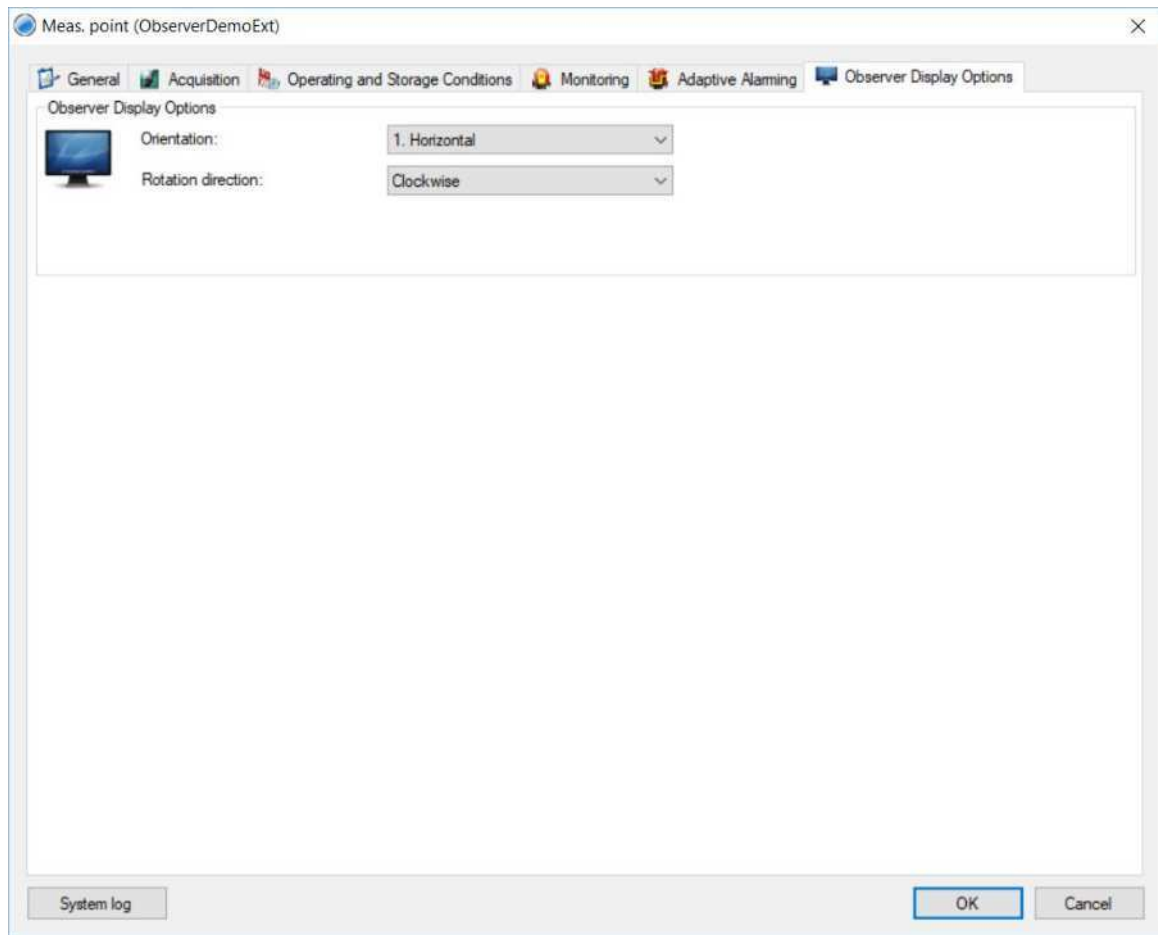 Meas. point (ObserverDemoExt)
General Acquisition Operating and Storage Conditions Monitoring Adaptive Alarming Observer Display Options
Observer Display Options
Orientation: 1. Horizontal
Rotation direction: Clockwise
System log OK Cancel